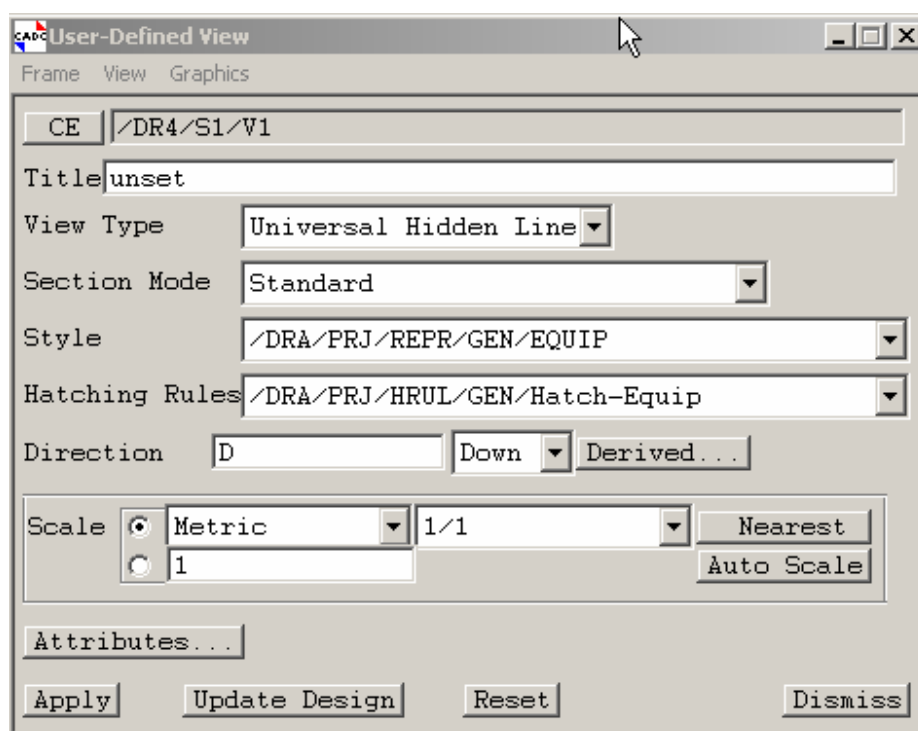 CADC User-Defined View
Frame View Graphics
CE /DR4/S1/V1
Title unset
View Type Universal Hidden Line
Section Mode Standard
Style /DRA/PRJ/REPR/GEN/EQUIP
Hatching Rules /DRA/PRJ/HRUL/GEN/Hatch-Equip
Direction D Down Derived...
Scale Metric 1/1 Nearest
1 Auto Scale
Attributes...
Apply Update Design Reset Dismiss